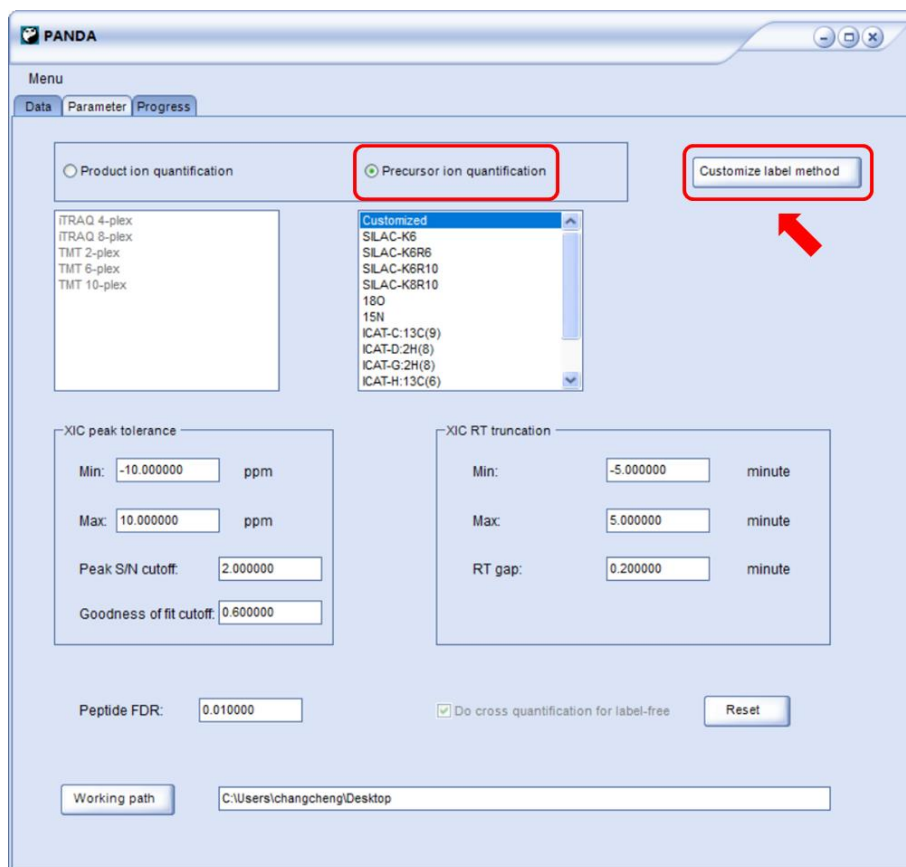 PANDA
Menu
Data Parameter Progress
Product ion quantification
Precursor ion quantification
Customize label method
iTRAQ 4-plex
iTRAQ 8-plex
TMT 2-plex
TMT 6-plex
TMT 10-plex
Customized
SILAC-K6
SILAC-K6R6
SILAC-K6R10
SILAC-K8R10
18O
15N
ICAT-C:13C(9)
ICAT-D:2H(8)
ICAT-G:2H(8)
ICAT-H:13C(6)
XIC peak tolerance
Min: -10.000000 ppm
Max: 10.000000 ppm
Peak S/N cutoff: 2.000000
Goodness of fit cutoff: 0.600000
XIC RT truncation
Min: -5.000000 minute
Max: 5.000000 minute
RT gap: 0.200000 minute
Peptide FDR: 0.010000
Do cross quantification for label-free
Reset
Working path C:\Users\changcheng\Desktop